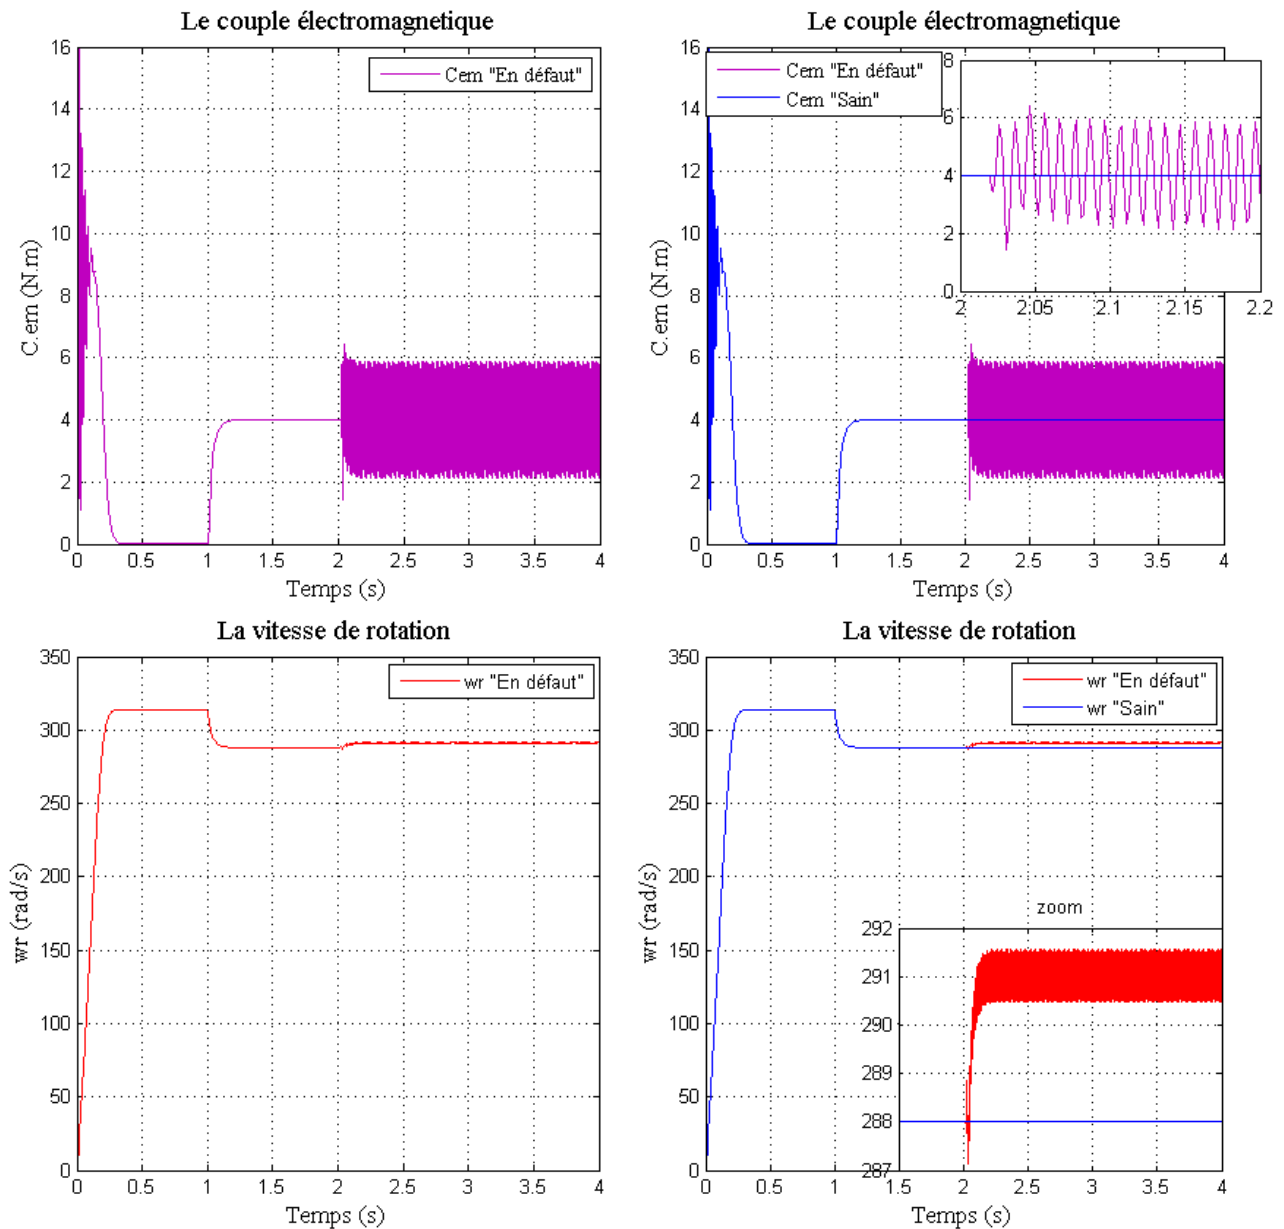 Le couple électromagnetique
16
14
12
10
8
6
4
2
0
C.em (N.m)
Cem "En défaut"
0 0.5 1 1.5 2 2.5 3 3.5 4
Temps (s)
Le couple électromagnetique
16
14
12
10
8
6
4
2
0
C.em (N.m)
Cem "En défaut"
Cem "Sain"
8
6
4
2
0
2 2.05 2.1 2.15 2.2
0 0.5 1 1.5 2 2.5 3 3.5 4
Temps (s)
La vitesse de rotation
350
300
250
200
150
100
50
0
wr (rad/s)
wr "En défaut"
0 0.5 1 1.5 2 2.5 3 3.5 4
Temps (s)
La vitesse de rotation
350
300
250
200
150
100
50
0
wr (rad/s)
wr "En défaut"
wr "Sain"
zoom
292
291
290
289
288
287
0 0.5 1 1.5 2 2.5 3 3.5 4
Temps (s)